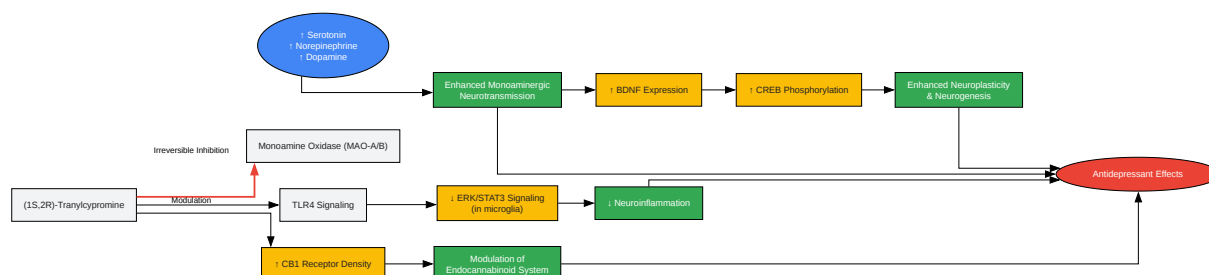 ↑ Serotonin
↑ Norepinephrine
↑ Dopamine
Enhanced Monoaminergic
Neurotransmission
↑ BDNF Expression
↑ CREB Phosphorylation
Enhanced Neuroplasticity
& Neurogenesis
Irreversible Inhibition
Monoamine Oxidase (MAO-A/B)
Antidepressant Effects
(1S,2R)-Tranylcypromine
Modulation
TLR4 Signaling
↓ ERK/STAT3 Signaling
(in microglia)
↓ Neuroinflammation
↑ CB1 Receptor Density
Modulation of
Endocannabinoid System